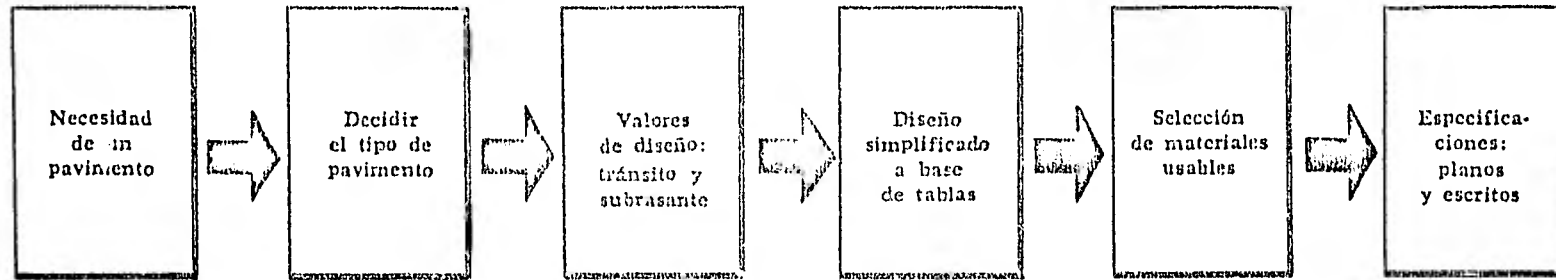 Necesidad
de un
pavimento
Decidir
el tipo de
pavimento
Valores
de diseño:
tránsito y
subrasante
Diseño
simplificado
a base
de tablas
Selección
de materiales
usables
Especifica-
ciones:
planos
y escritos